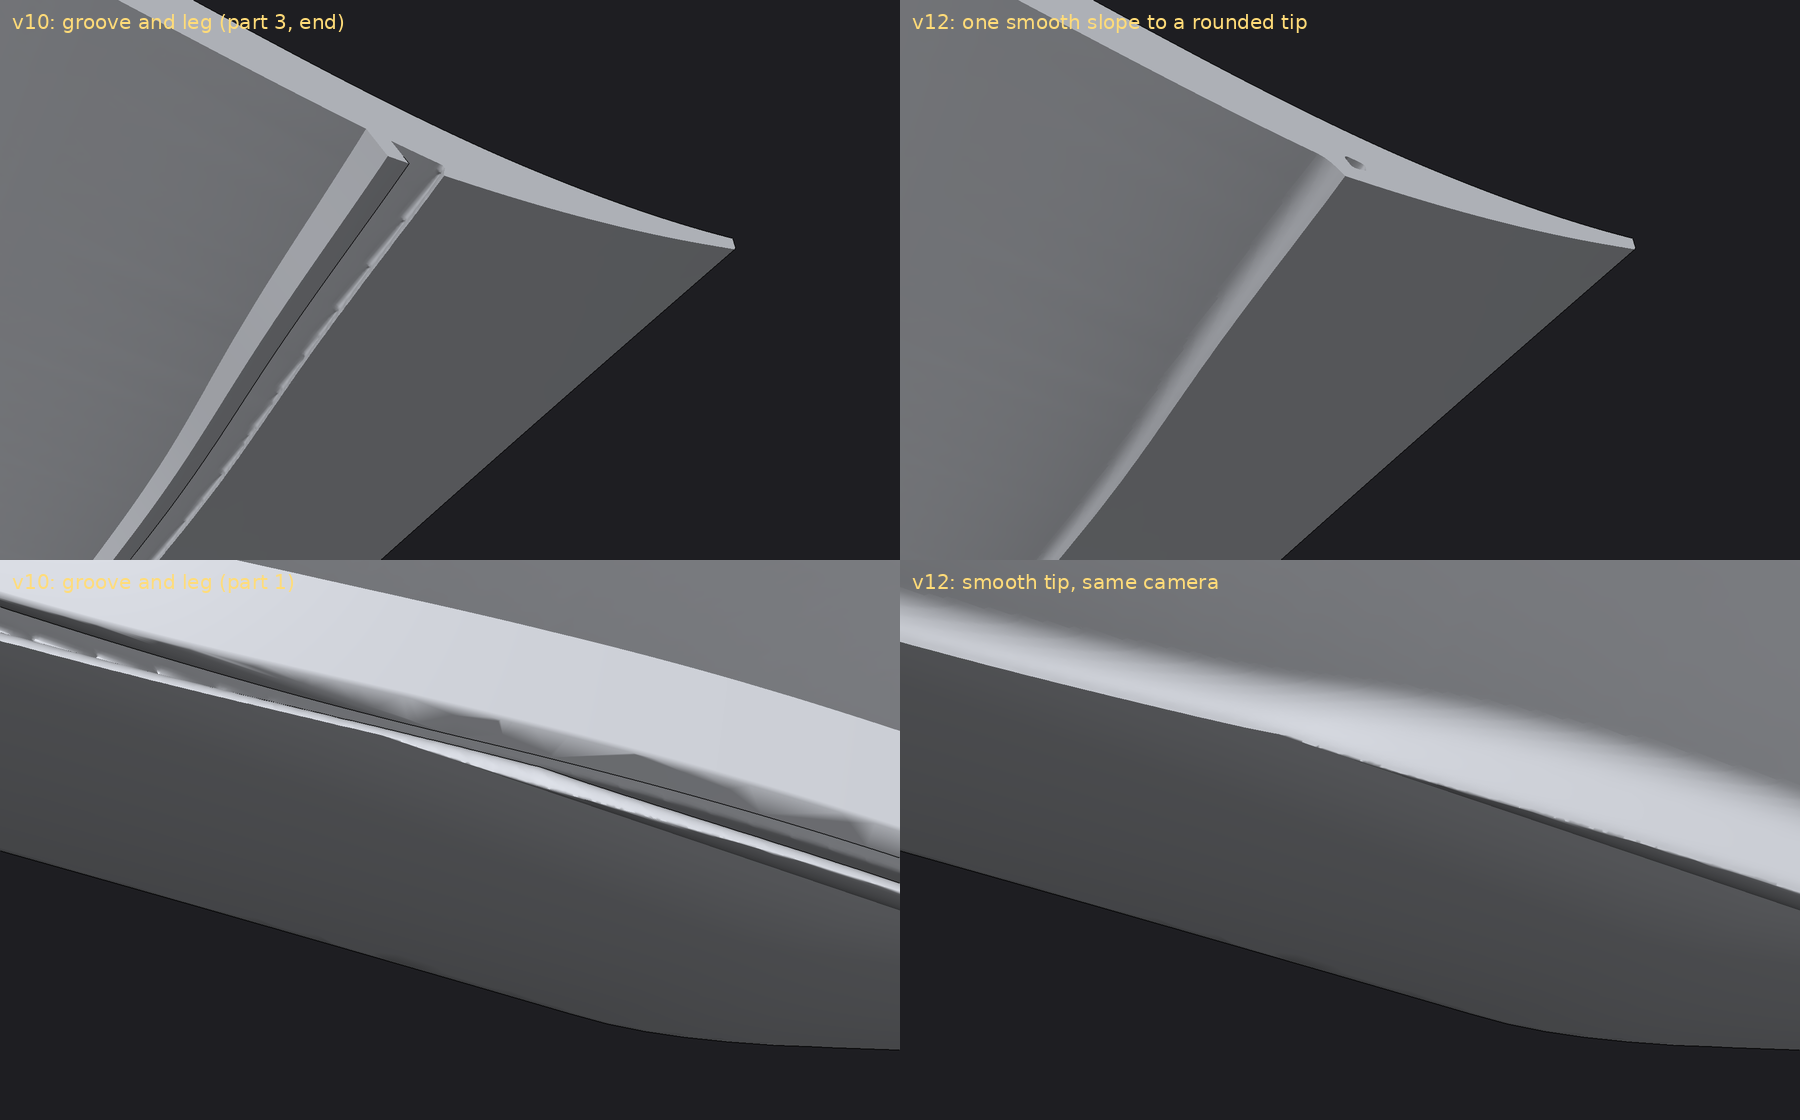 v10: groove and leg (part 3, end)
v12: one smooth slope to a rounded tip
v10: groove and leg (part 1)
v12: smooth tip, same camera